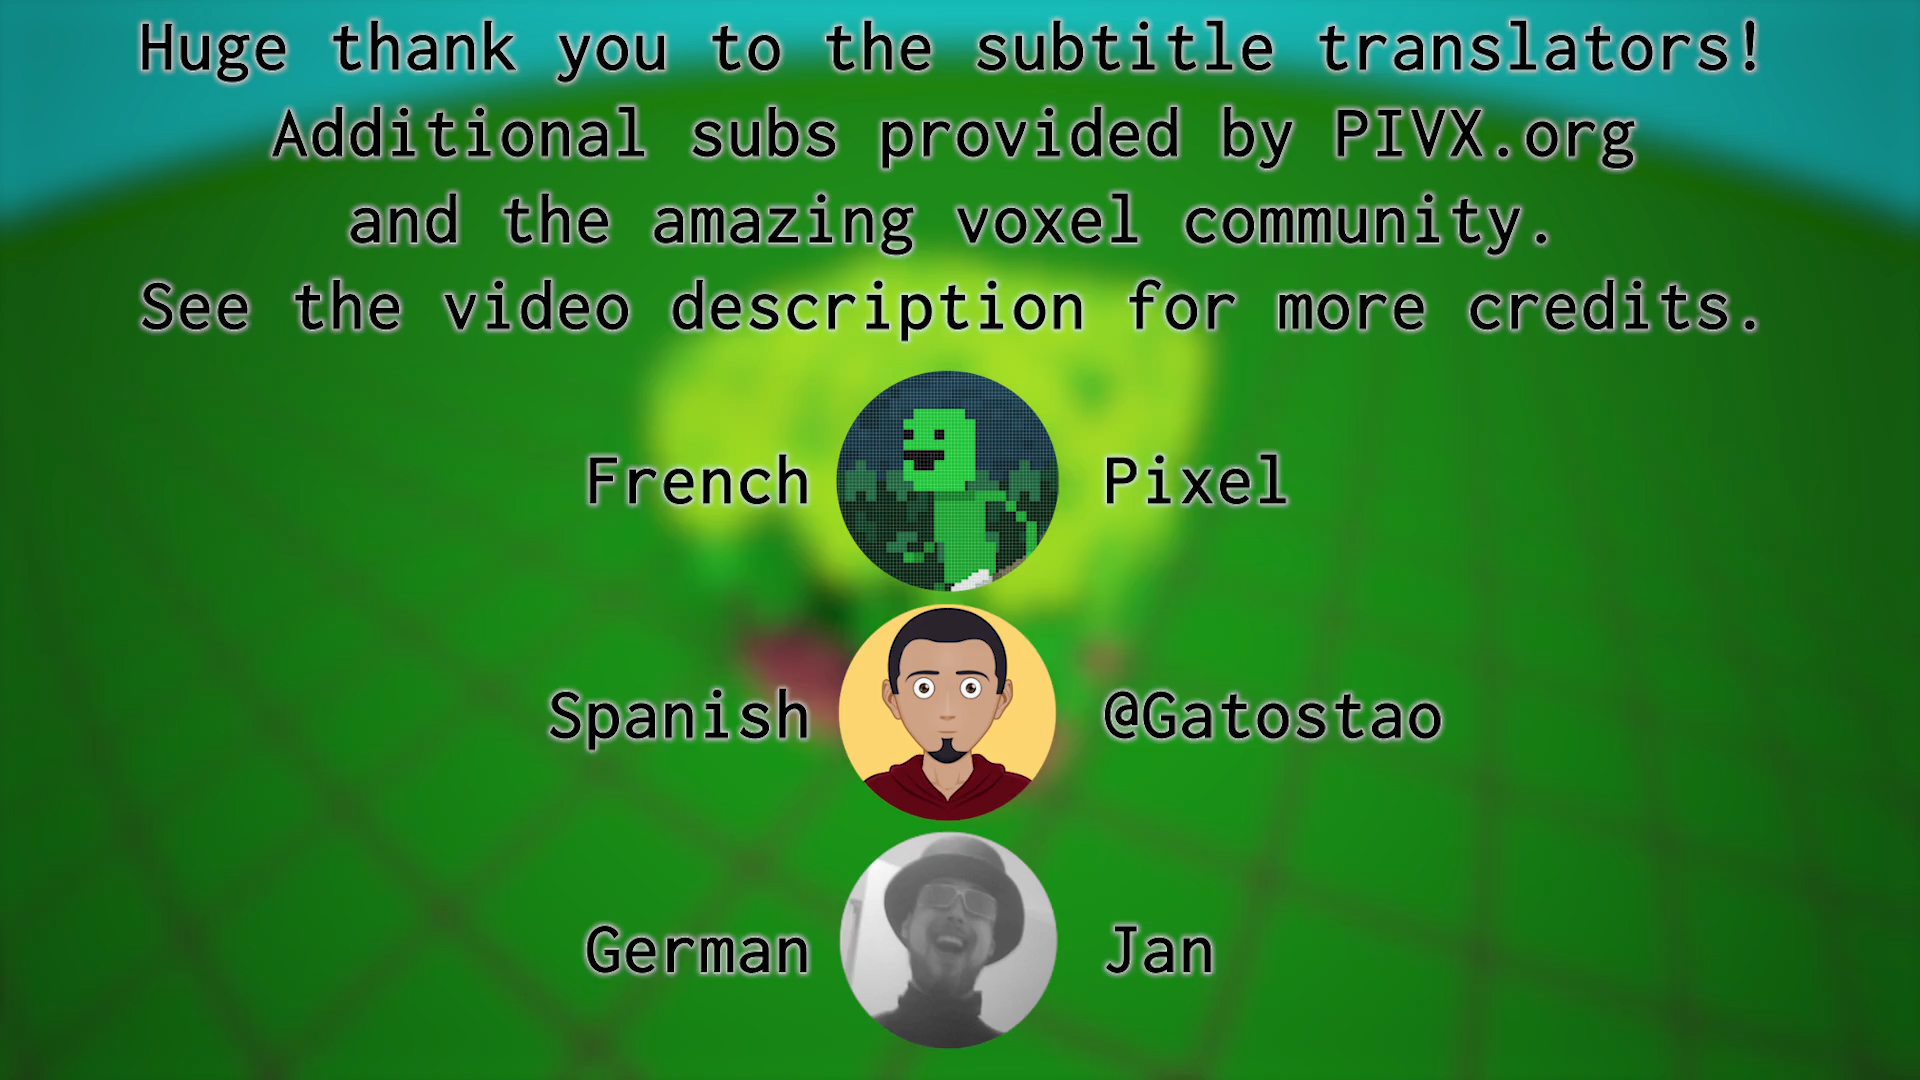 Huge thank you to the subtitle translators!
Additional subs provided by PIVX.org
and the amazing voxel community.
See the video description for more credits.
French Pixel
Spanish @Gatostao
German Jan